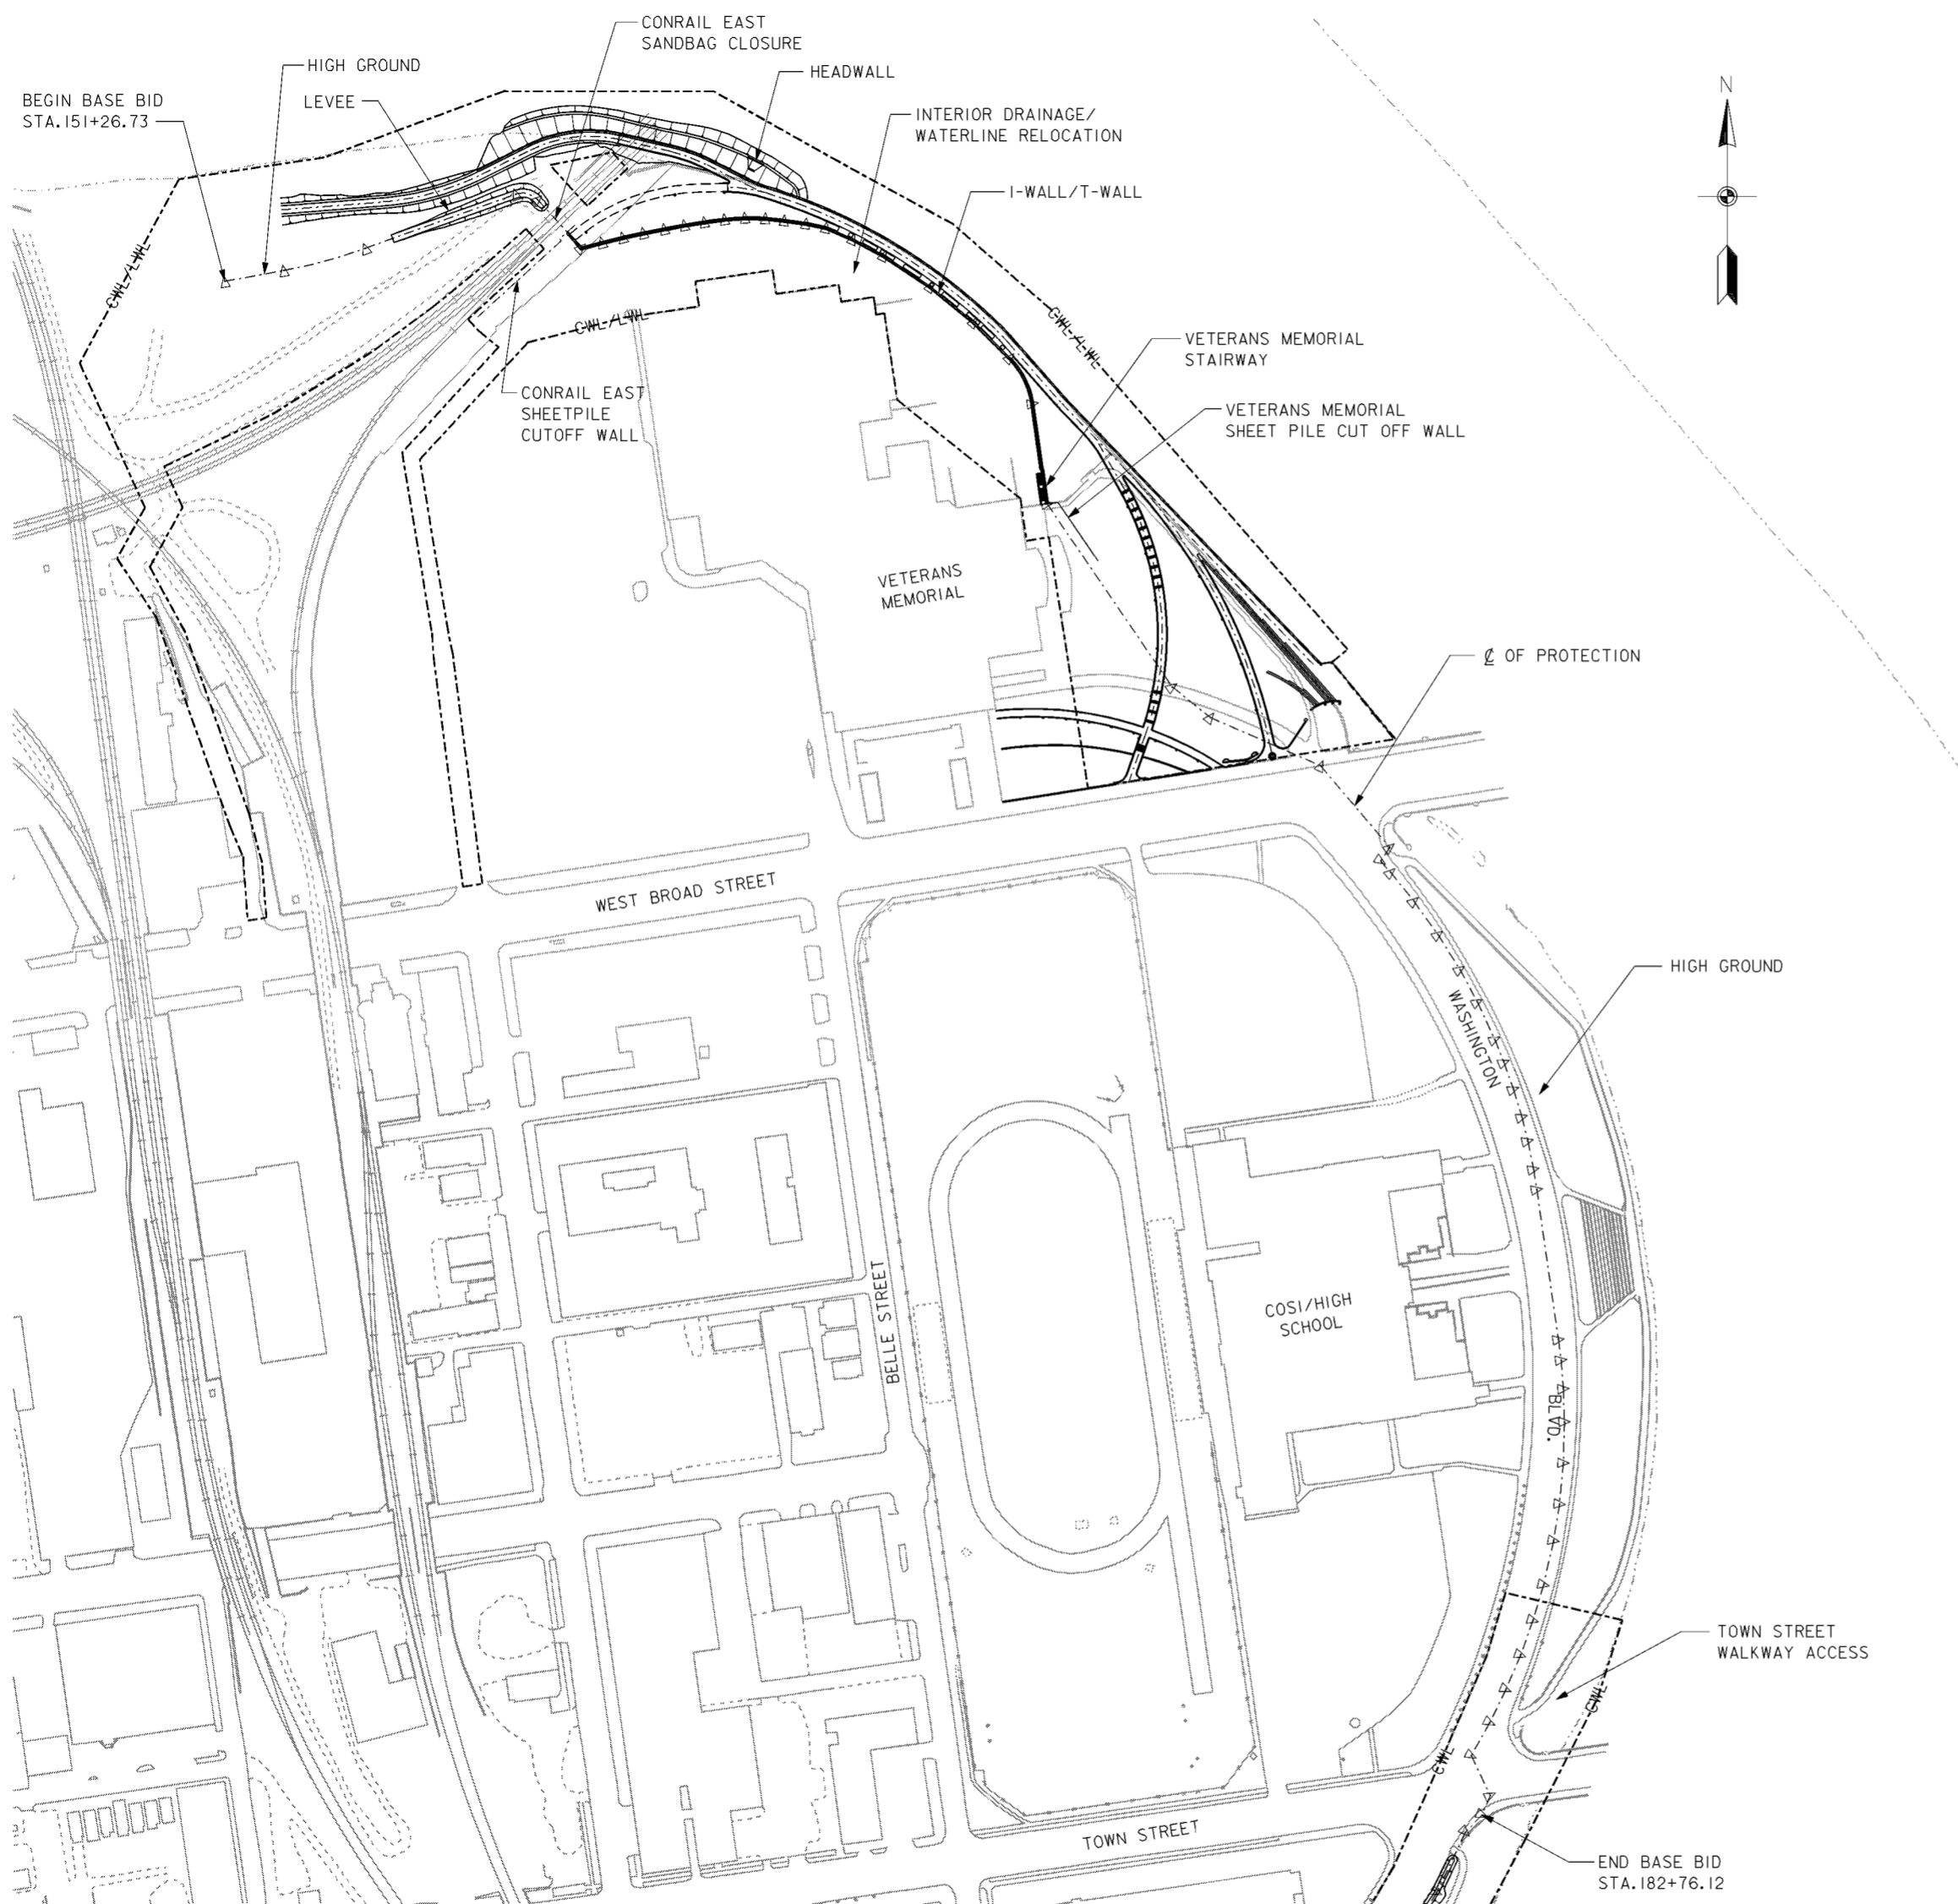 CONRAIL EAST
SANDBAG CLOSURE
HIGH GROUND
HEADWALL
BEGIN BASE BID
STA.151+26.73
LEVEE
INTERIOR DRAINAGE/
WATERLINE RELOCATION
N
I-WALL/T-WALL
CWL/LWL
CWL/LWL
CWL/LWL
VETERANS MEMORIAL
STAIRWAY
CONRAIL EAST
SHEETPILE
CUTOFF WALL
VETERANS MEMORIAL
SHEET PILE CUT OFF WALL
VETERANS
MEMORIAL
℄ OF PROTECTION
WEST BROAD STREET
HIGH GROUND
WASHINGTON
BLVD.
BELLE STREET
COSI/HIGH
SCHOOL
TOWN STREET
WALKWAY ACCESS
CWL
CWL
TOWN STREET
END BASE BID
STA.182+76.12